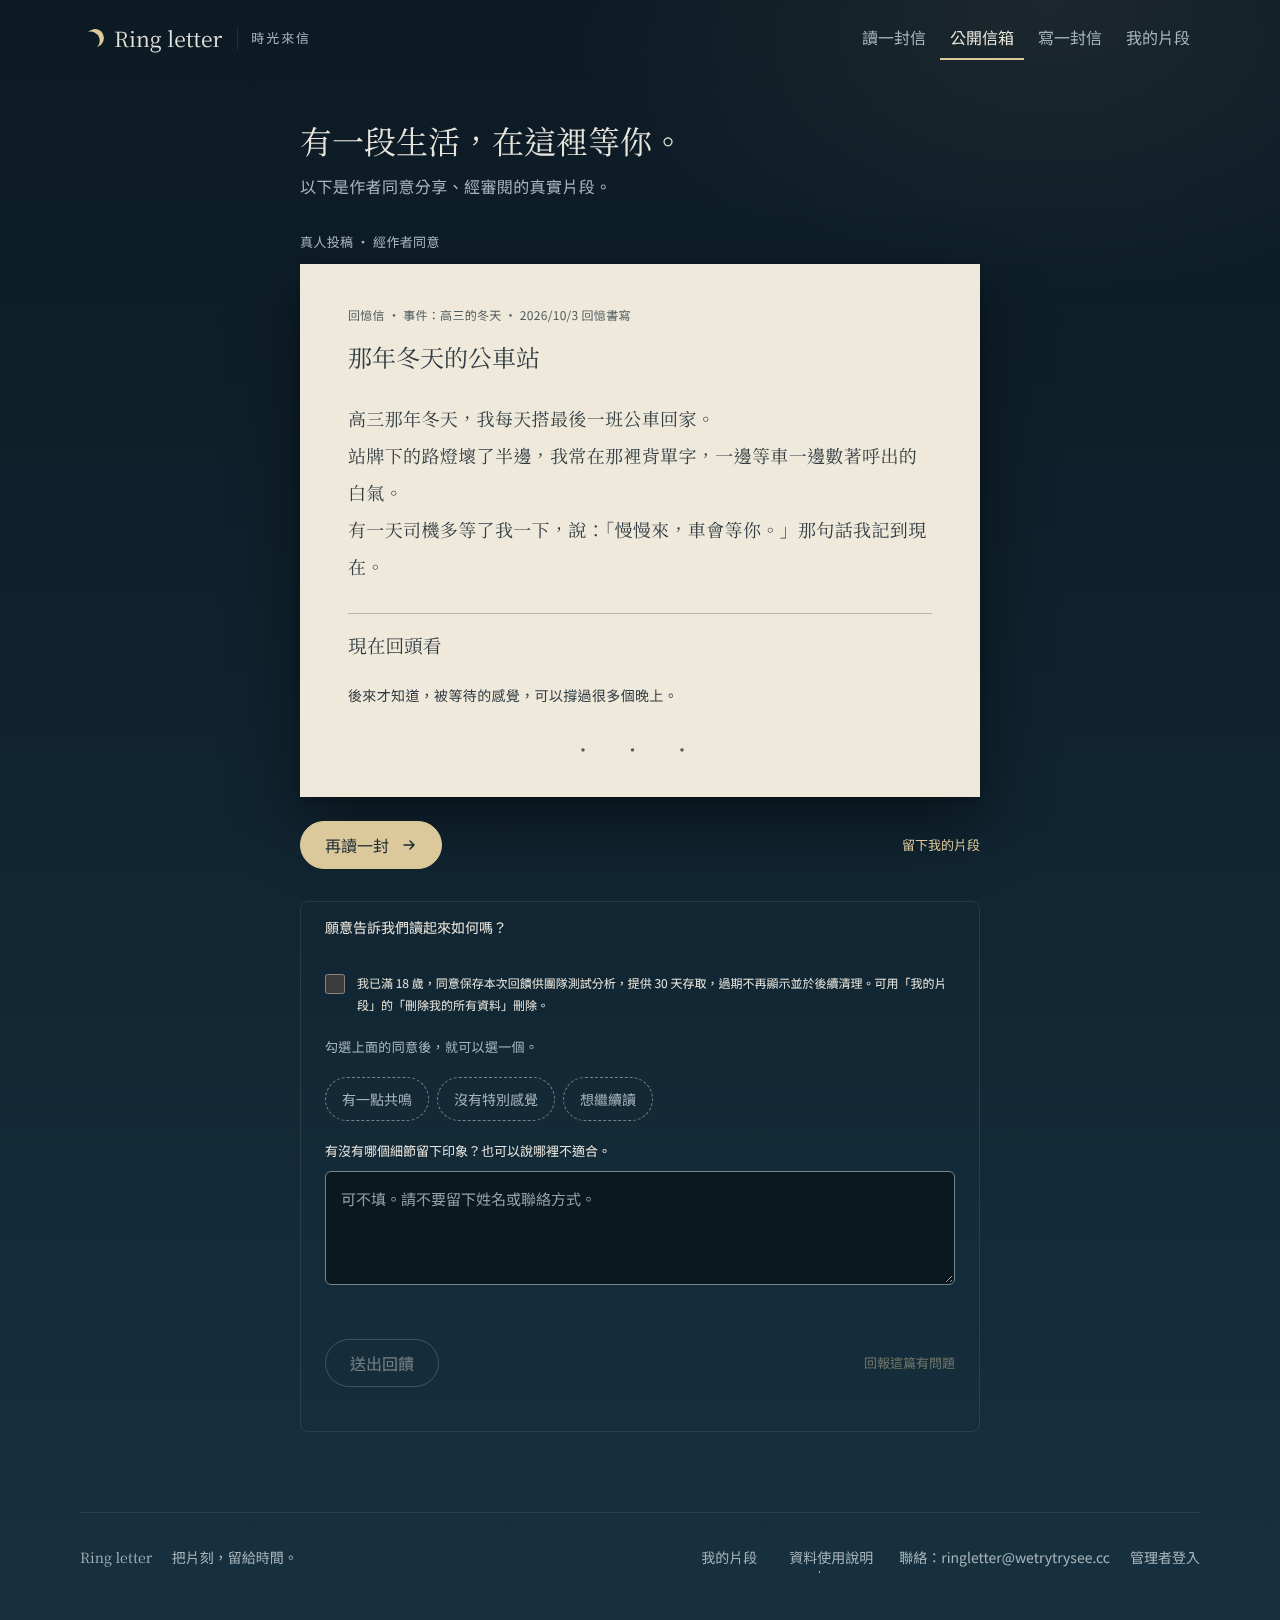 Ring letter 時光來信 讀一封信 公開信箱 寫一封信 我的片段
有一段生活，在這裡等你。
以下是作者同意分享、經審閱的真實片段。
真人投稿 · 經作者同意
回憶信 · 事件：高三的冬天 · 2026/10/3 回憶書寫
那年冬天的公車站
高三那年冬天，我每天搭最後一班公車回家。
站牌下的路燈壞了半邊，我常在那裡背單字，一邊等車一邊數著呼出的
白氣。
有一天司機多等了我一下，說：「慢慢來，車會等你。」那句話我記到現
在。
現在回頭看
後來才知道，被等待的感覺，可以撐過很多個晚上。
· · ·
再讀一封 → 留下我的片段
願意告訴我們讀起來如何嗎？
我已滿 18 歲，同意保存本次回饋供團隊測試分析，提供 30 天存取，過期不再顯示並於後續清理。可用「我的片
段」的「刪除我的所有資料」刪除。
勾選上面的同意後，就可以選一個。
有一點共鳴 沒有特別感覺 想繼續讀
有沒有哪個細節留下印象？也可以說哪裡不適合。
可不填。請不要留下姓名或聯絡方式。
送出回饋 回報這篇有問題
Ring letter 把片刻，留給時間。 我的片段 資料使用說明 聯絡：ringletter@wetrytrysee.cc 管理者登入